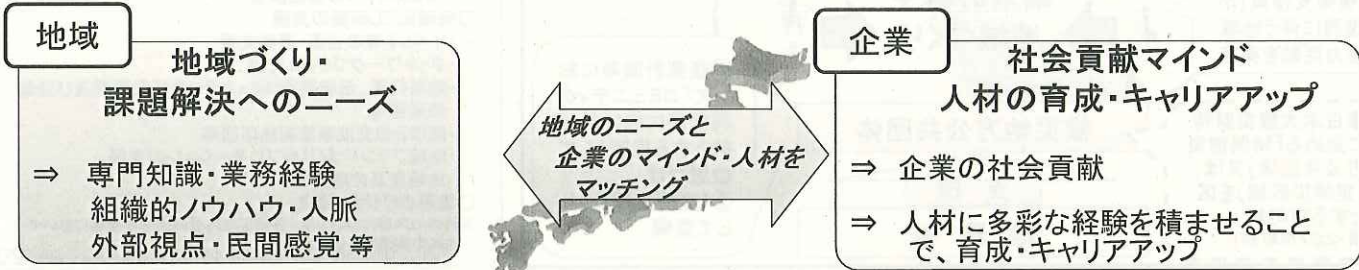 地域
地域づくり・
課題解決へのニーズ
⇒ 専門知識・業務経験
組織的ノウハウ・人脈
外部視点・民間感覚 等
地域のニーズと
企業のマインド・人材を
マッチング
企業
社会貢献マインド
人材の育成・キャリアアップ
⇒ 企業の社会貢献
⇒ 人材に多彩な経験を積ませること
で、育成・キャリアアップ